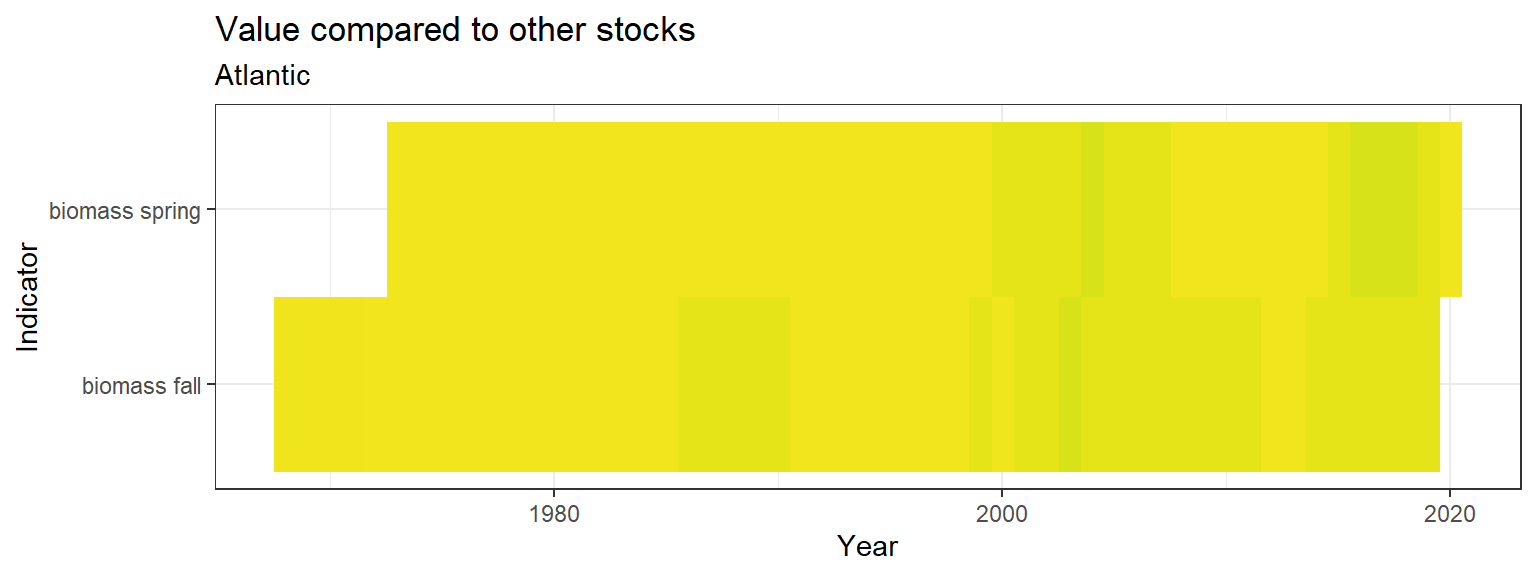 Value compared to other stocks
Atlantic
Indicator
biomass spring
biomass fall
1980 2000 2020
Year